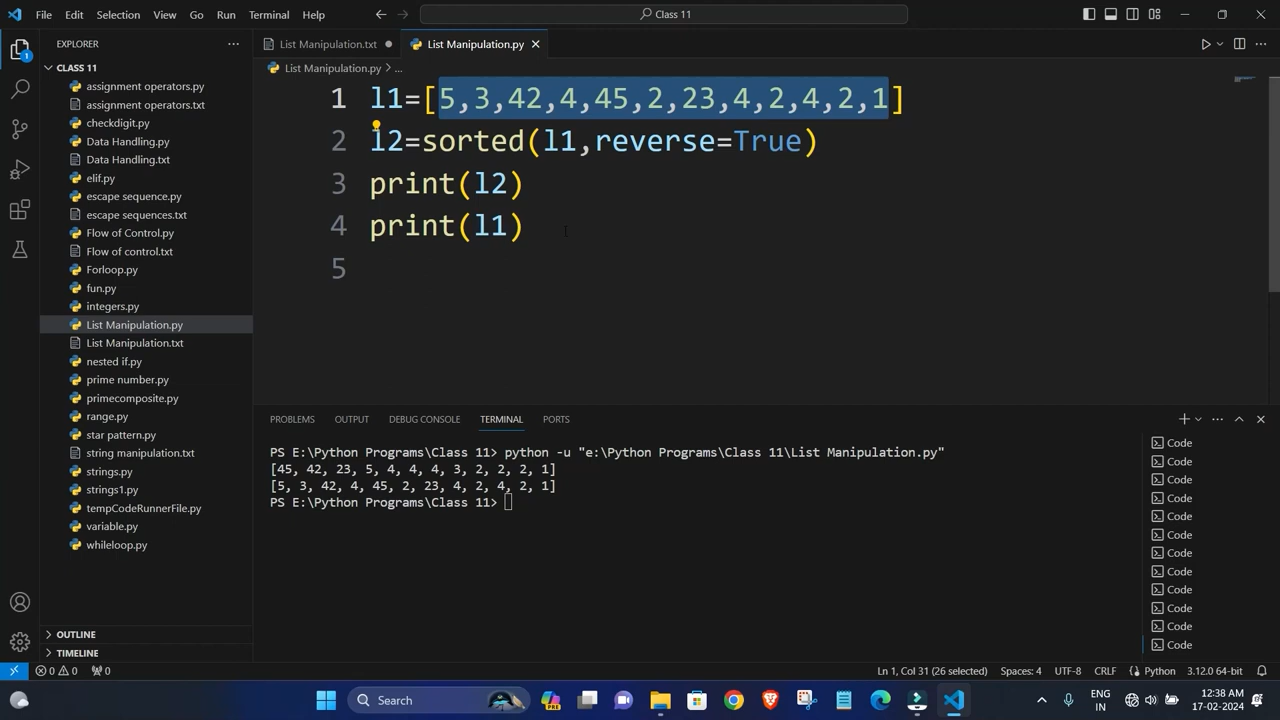 File Edit Selection View Go Run Terminal Help
Class 11
EXPLORER
List Manipulation.txt
List Manipulation.py
CLASS 11
List Manipulation.py > ...
assignment operators.py
assignment operators.txt
checkdigit.py
Data Handling.py
Data Handling.txt
elif.py
escape sequence.py
escape sequences.txt
Flow of Control.py
Flow of control.txt
Forloop.py
fun.py
integers.py
List Manipulation.py
List Manipulation.txt
nested if.py
prime number.py
primecomposite.py
range.py
star pattern.py
string manipulation.txt
strings.py
strings1.py
tempCodeRunnerFile.py
variable.py
whileloop.py
OUTLINE
TIMELINE
1 l1=[5,3,42,4,45,2,23,4,2,4,2,1]
2 l2=sorted(l1,reverse=True)
3 print(l2)
4 print(l1)
5
PROBLEMS OUTPUT DEBUG CONSOLE TERMINAL PORTS
PS E:\Python Programs\Class 11> python -u "e:\Python Programs\Class 11\List Manipulation.py"
[45, 42, 23, 5, 4, 4, 4, 3, 2, 2, 2, 1]
[5, 3, 42, 4, 45, 2, 23, 4, 2, 4, 2, 1]
PS E:\Python Programs\Class 11>
Code
Code
Code
Code
Code
Code
Code
Code
Code
Code
Code
Code
0 0 0
Ln 1, Col 31 (26 selected) Spaces: 4 UTF-8 CRLF Python 3.12.0 64-bit
Search
PRE
ENG
IN
12:38 AM
17-02-2024